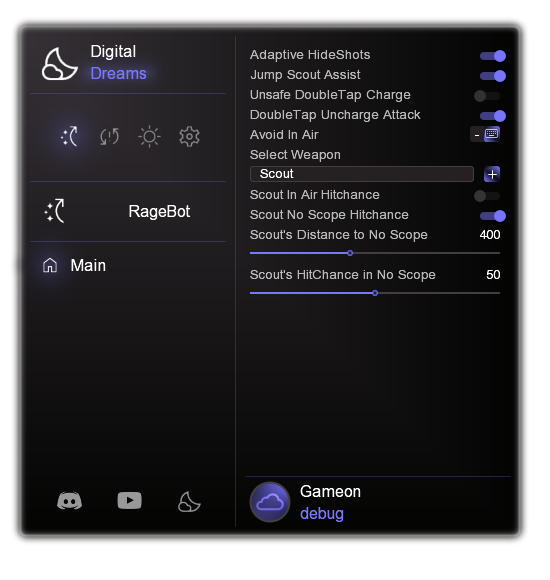 Digital
Dreams
RageBot
Main
Adaptive HideShots
Jump Scout Assist
Unsafe DoubleTap Charge
DoubleTap Uncharge Attack
Avoid In Air -
Select Weapon
Scout +
Scout In Air Hitchance
Scout No Scope Hitchance
Scout's Distance to No Scope 400
Scout's HitChance in No Scope 50
Gameon
debug